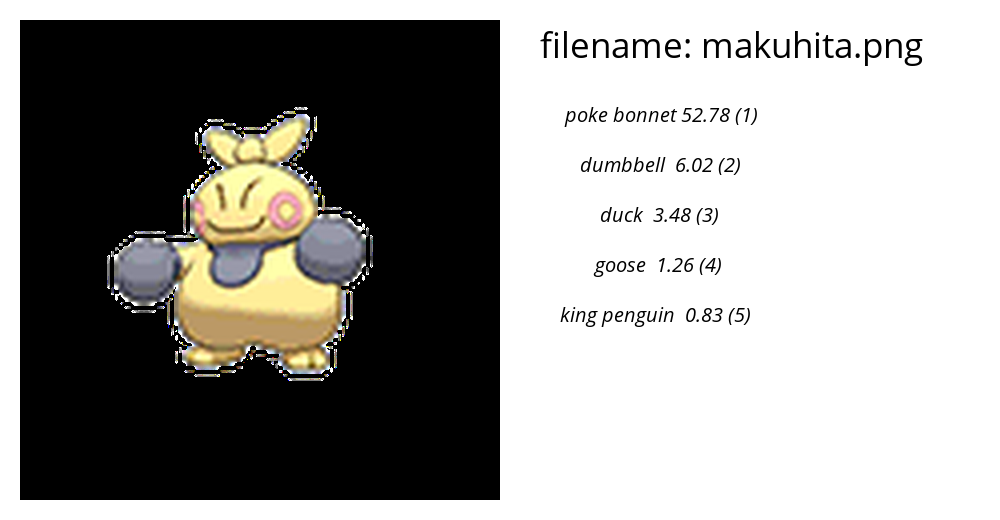 filename: makuhita.png
poke bonnet 52.78 (1)
dumbbell 6.02 (2)
duck 3.48 (3)
goose 1.26 (4)
king penguin 0.83 (5)